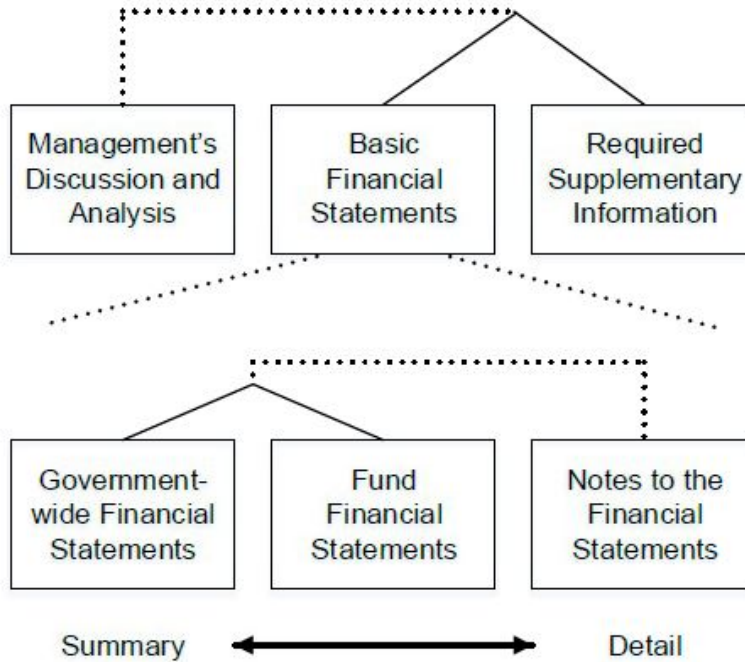 Management's
Discussion and
Analysis
Basic
Financial
Statements
Required
Supplementary
Information
Government-
wide Financial
Statements
Fund
Financial
Statements
Notes to the
Financial
Statements
Summary
Detail